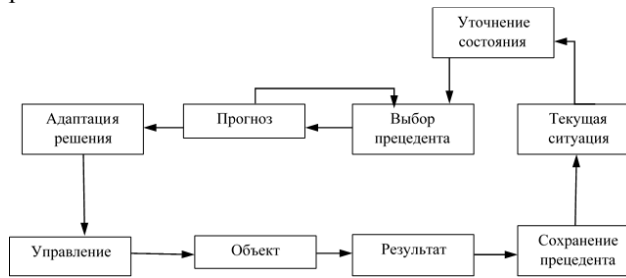 Уточнение
состояния
Адаптация
решения
Прогноз
Выбор
прецедента
Текущая
ситуация
Управление
Объект
Результат
Сохранение
прецедента